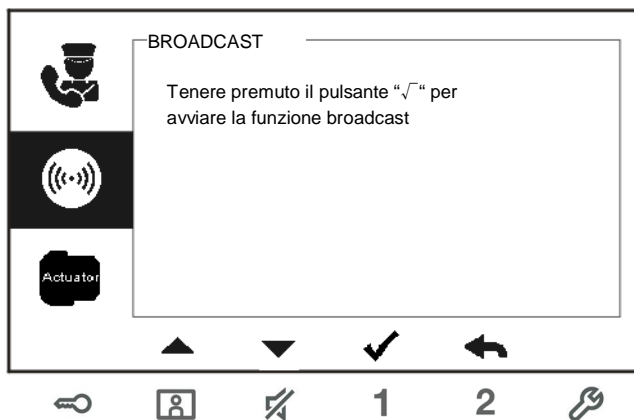 BROADCAST
Tenere premuto il pulsante “√“ per
avviare la funzione broadcast
Actuator
1 2